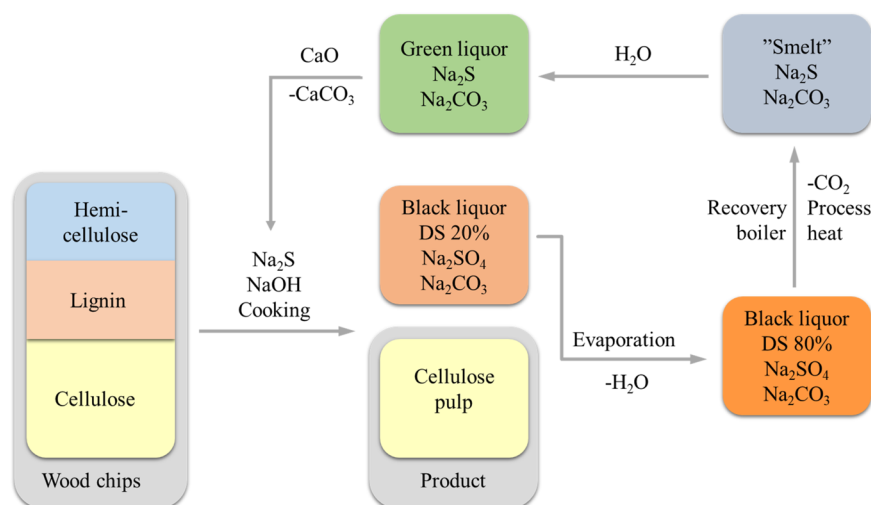 CaO
-CaCO₃
Green liquor
Na₂S
Na₂CO₃
H₂O
”Smelt”
Na₂S
Na₂CO₃
Hemi-
cellulose
Lignin
Cellulose
Wood chips
Na₂S
NaOH
Cooking
Black liquor
DS 20%
Na₂SO₄
Na₂CO₃
Cellulose
pulp
Product
Evaporation
-H₂O
Recovery
boiler
-CO₂
Process
heat
Black liquor
DS 80%
Na₂SO₄
Na₂CO₃